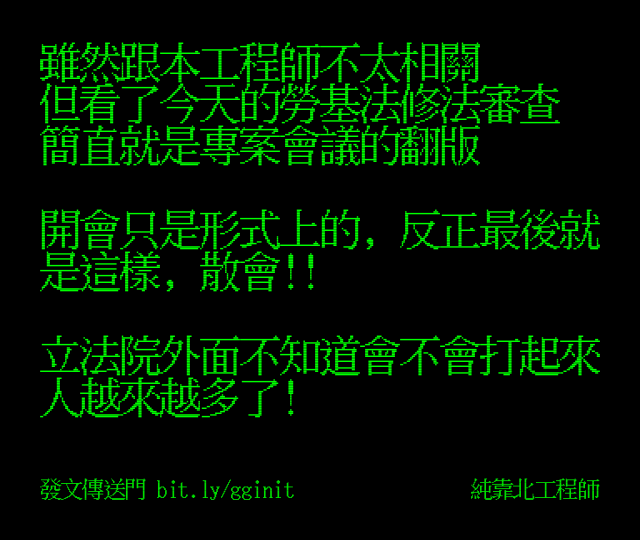 雖然跟本工程師不太相關
但看了今天的勞基法修法審查
簡直就是專案會議的翻版
開會只是形式上的, 反正最後就
是這樣, 散會!!
立法院外面不知道會不會打起來
人越來越多了!
發文傳送門 bit.ly/gginit
純靠北工程師